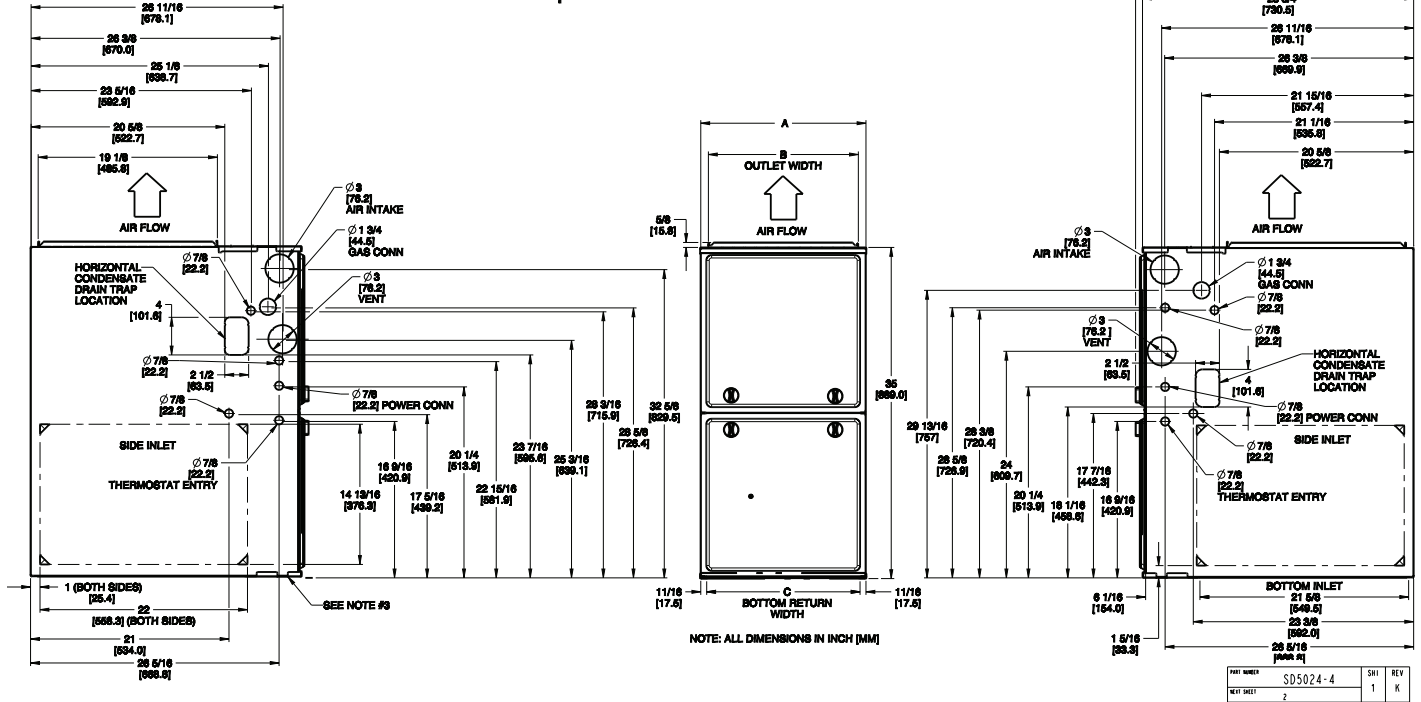 26 11/16
[678.1]
26 3/8
[670.0]
25 1/8
[638.7]
23 5/16
[592.9]
20 5/8
[522.7]
19 1/8
[485.8]
AIR FLOW
Ø 3
[76.2]
AIR INTAKE
Ø 1 3/4
[44.5]
GAS CONN
Ø 7/8
[22.2]
HORIZONTAL
CONDENSATE
DRAIN TRAP
LOCATION
4
[101.6]
Ø 3
[76.2]
VENT
Ø 7/8
[22.2]
2 1/2
[63.5]
Ø 7/8
[22.2] POWER CONN
Ø 7/8
[22.2]
SIDE INLET
Ø 7/8
[22.2]
THERMOSTAT ENTRY
14 13/16
[376.3]
16 9/16
[420.9]
17 5/16
[439.2]
20 1/4
[513.9]
22 15/16
[581.9]
23 7/16
[595.6]
25 3/16
[639.1]
28 3/16
[715.9]
28 5/8
[726.4]
32 5/8
[829.5]
1 (BOTH SIDES)
[25.4]
22
[558.3] (BOTH SIDES)
21
[534.0]
26 5/16
[668.8]
SEE NOTE #3
A
B
OUTLET WIDTH
AIR FLOW
5/8
[15.8]
35
[889.0]
11/16
[17.5]
C
BOTTOM RETURN
WIDTH
11/16
[17.5]
NOTE: ALL DIMENSIONS IN INCH [MM]
[730.5]
26 11/16
[678.1]
26 3/8
[669.9]
21 15/16
[557.4]
21 1/16
[535.8]
20 5/8
[522.7]
AIR FLOW
Ø 3
[76.2]
AIR INTAKE
Ø 1 3/4
[44.5]
GAS CONN
Ø 7/8
[22.2]
Ø 7/8
[22.2]
Ø 3
[76.2 ]
VENT
2 1/2
[63.5]
HORIZONTAL
CONDENSATE
DRAIN TRAP
LOCATION
4
[101.6]
Ø 7/8
[22.2] POWER CONN
SIDE INLET
Ø 7/8
[22.2]
Ø 7/8
[22.2]
THERMOSTAT ENTRY
29 13/16
[757]
28 5/8
[726.9]
28 3/8
[720.4]
24
[609.7]
20 1/4
[513.9]
18 1/16
[458.6]
17 7/16
[442.3]
16 9/16
[420.9]
6 1/16
[154.0]
1 5/16
[33.3]
BOTTOM INLET
21 5/8
[549.5]
23 3/8
[592.0]
26 5/16
PART NUMBER
SD5024-4
SHT
1
REV
K
NEXT SHEET
2